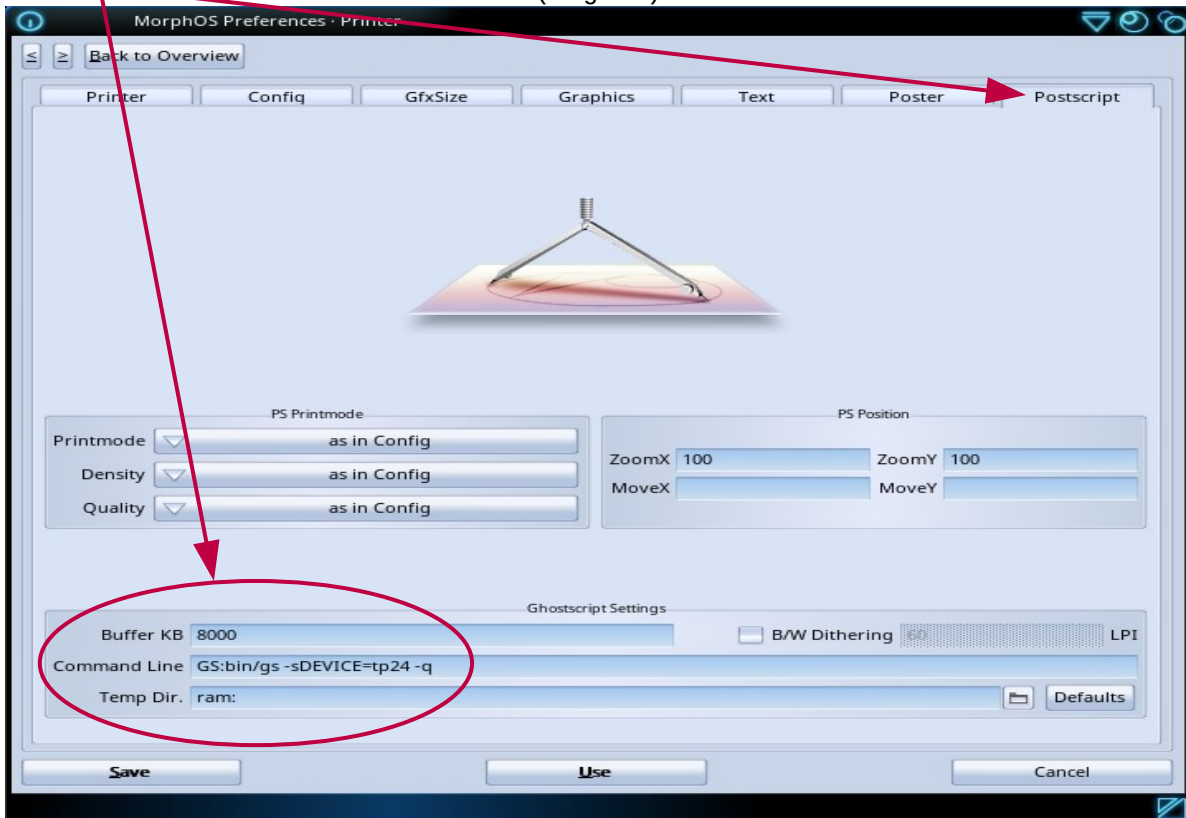 MorphOS Preferences · Printer
≤ ≥ Back to Overview
Printer Config GfxSize Graphics Text Poster Postscript
PS Printmode
Printmode as in Config
Density as in Config
Quality as in Config
PS Position
ZoomX 100 ZoomY 100
MoveX MoveY
Ghostscript Settings
Buffer KB 8000 B/W Dithering 60 LPI
Command Line GS:bin/gs -sDEVICE=tp24 -q
Temp Dir. ram: Defaults
Save Use Cancel